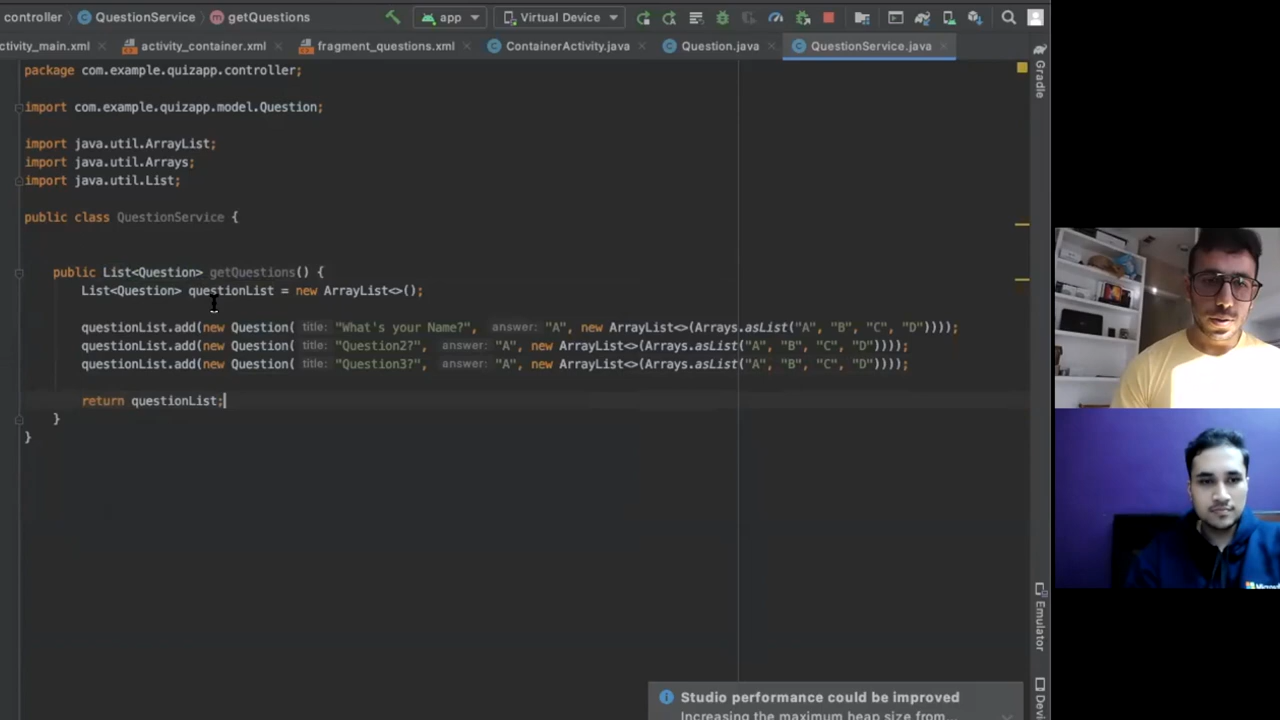 controller QuestionService getQuestions app Virtual Device
ctivity_main.xml activity_container.xml fragment_questions.xml ContainerActivity.java Question.java QuestionService.java
package com.example.quizapp.controller;
import com.example.quizapp.model.Question;
import java.util.ArrayList;
import java.util.Arrays;
import java.util.List;
public class QuestionService {
public List<Question> getQuestions() {
List<Question> questionList = new ArrayList<>();
questionList.add(new Question( title: "What's your Name?", answer: "A", new ArrayList<>(Arrays.asList("A", "B", "C", "D"))));
questionList.add(new Question( title: "Question2?", answer: "A", new ArrayList<>(Arrays.asList("A", "B", "C", "D"))));
questionList.add(new Question( title: "Question3?", answer: "A", new ArrayList<>(Arrays.asList("A", "B", "C", "D"))));
return questionList;
}
}
Gradle
Emulator
Studio performance could be improved
Increasing the maximum heap size from...